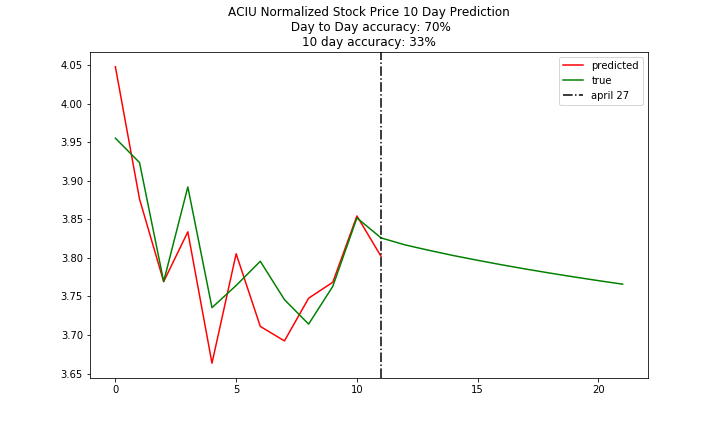 ACIU Normalized Stock Price 10 Day Prediction
Day to Day accuracy: 70%
10 day accuracy: 33%
predicted
true
april 27
4.05
4.00
3.95
3.90
3.85
3.80
3.75
3.70
3.65
0 5 10 15 20